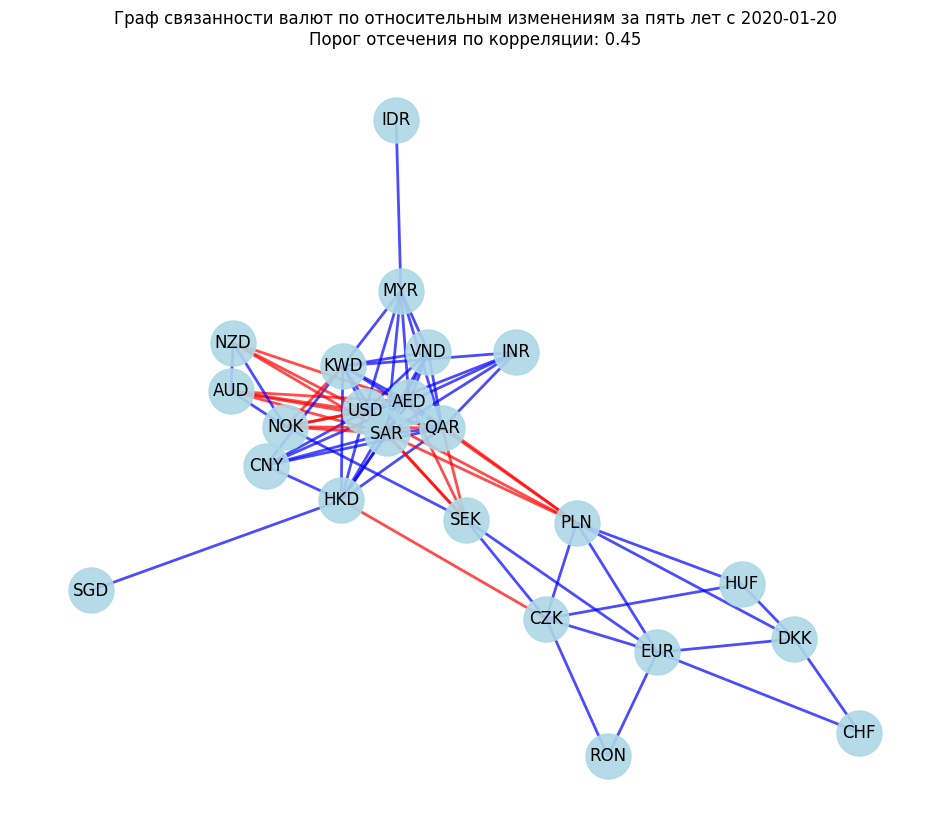 Граф связанности валют по относительным изменениям за пять лет с 2020-01-20
Порог отсечения по корреляции: 0.45
IDR
MYR
NZD
VND
INR
KWD
AUD
AED
USD
NOK
SAR
QAR
CNY
HKD
SEK
PLN
SGD
HUF
CZK
DKK
EUR
CHF
RON